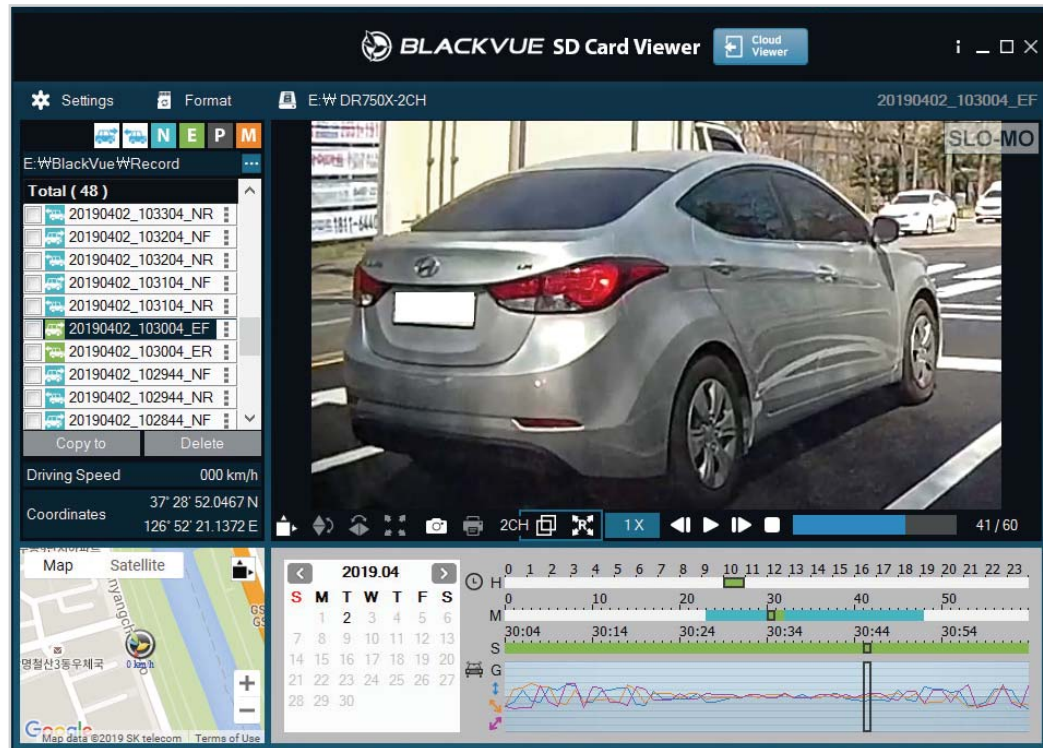 BLACKVUE SD Card Viewer
Cloud Viewer
i
Settings
Format
E:₩ DR750X-2CH
20190402_103004_EF
N E P M
E:₩BlackVue₩Record
Total ( 48 )
20190402_103304_NR
20190402_103204_NF
20190402_103204_NR
20190402_103104_NF
20190402_103104_NR
20190402_103004_EF
20190402_103004_ER
20190402_102944_NF
20190402_102944_NR
20190402_102844_NF
Copy to
Delete
Driving Speed 000 km/h
Coordinates
37° 28' 52.0467 N
126° 52' 21.1372 E
SLO-MO
1811-6440
2CH
R
1X
41 / 60
Map
Satellite
anyangch
GS
GS
명철산3동우체국
0 km/h
Google
Map data ©2019 SK telecom
Terms of Use
2019.04
S M T W T F S
1 2 3 4 5 6
7 8 9 10 11 12 13
14 15 16 17 18 19 20
21 22 23 24 25 26 27
28 29 30
H
0 1 2 3 4 5 6 7 8 9 10 11 12 13 14 15 16 17 18 19 20 21 22 23
M
0 10 20 30 40 50
S
30:04 30:14 30:24 30:34 30:44 30:54
G